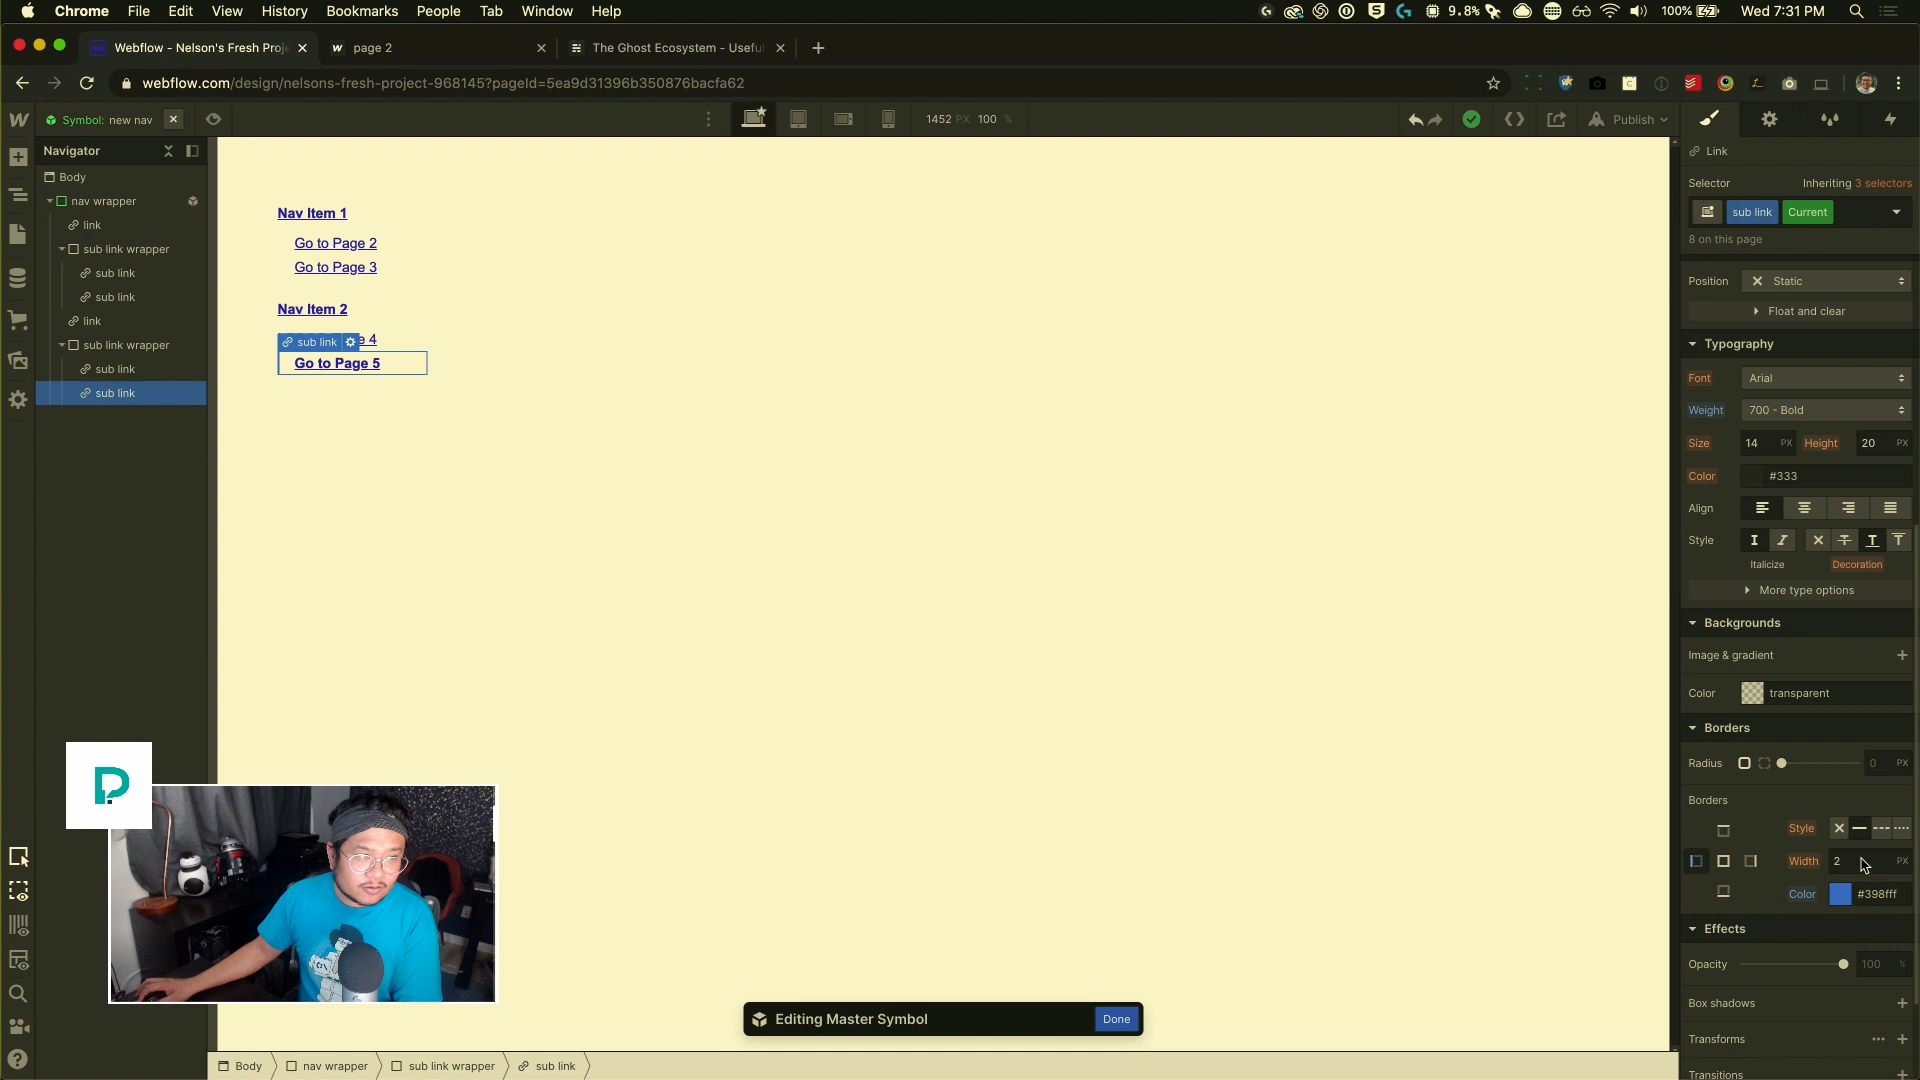 Chrome File Edit View History Bookmarks People Tab Window Help
9.8% 100% Wed 7:31 PM
Webflow - Nelson's Fresh Proj
page 2
The Ghost Ecosystem - Useful
webflow.com/design/nelsons-fresh-project-968145?pageId=5ea9d31396b350876bacfa62
Symbol: new nav
1452 PX 100 %
Publish
Navigator
Body
nav wrapper
link
sub link wrapper
sub link
sub link
link
sub link wrapper
sub link
sub link
Nav Item 1
Go to Page 2
Go to Page 3
Nav Item 2
sub link
e 4
Go to Page 5
Link
Selector Inheriting 3 selectors
sub link Current
8 on this page
Position Static
Float and clear
Typography
Font Arial
Weight 700 - Bold
Size 14 PX Height 20 PX
Color #333
Align
Style
Italicize Decoration
More type options
Backgrounds
Image & gradient
Color transparent
Borders
Radius 0 PX
Borders
Style
Width 2 PX
Color #398fff
Effects
Opacity 100 %
Box shadows
Transforms
Transitions
Editing Master Symbol Done
Body nav wrapper sub link wrapper sub link